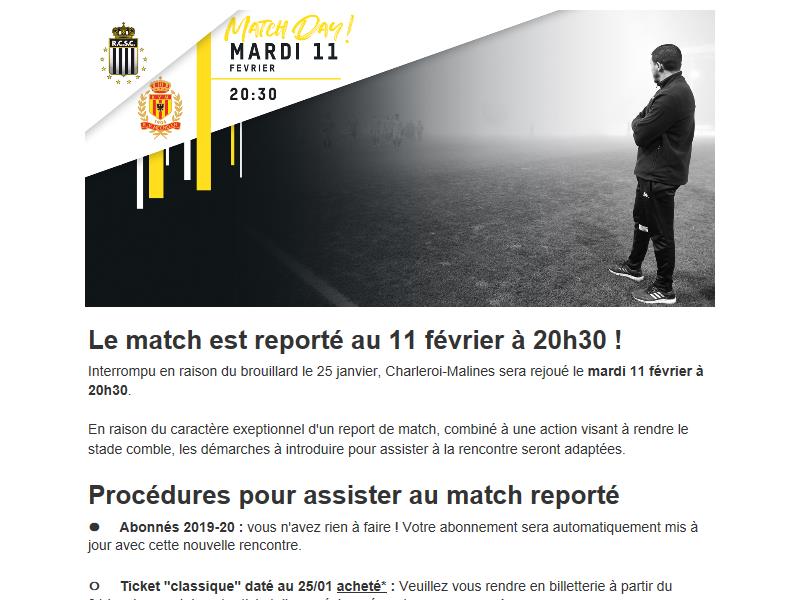 R.C.S.C.
Match Day!
MARDI 11
FEVRIER
20:30
Le match est reporté au 11 février à 20h30 !
Interrompu en raison du brouillard le 25 janvier, Charleroi-Malines sera rejoué le mardi 11 février à
20h30.
En raison du caractère exeptionnel d'un report de match, combiné à une action visant à rendre le
stade comble, les démarches à introduire pour assister à la rencontre seront adaptées.
Procédures pour assister au match reporté
● Abonnés 2019-20 : vous n'avez rien à faire ! Votre abonnement sera automatiquement mis à
jour avec cette nouvelle rencontre.
o Ticket "classique" daté au 25/01 acheté* : Veuillez vous rendre en billetterie à partir du